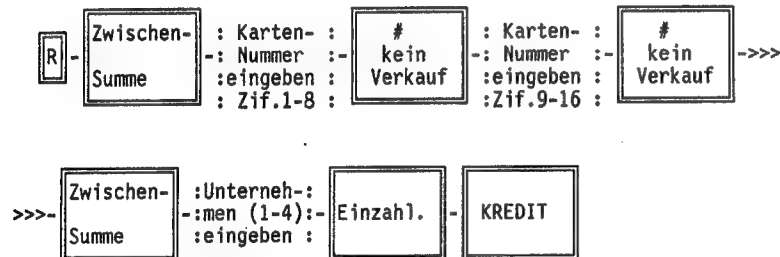 Zwischen- : Karten- : # : Karten- : #
R - -: Nummer :- kein -: Nummer :- kein ->>>
Summe :eingeben : Verkauf :eingeben : Verkauf
: Zif.1-8 : :Zif.9-16 :
Zwischen- :Unterneh-:
>>>- -:men (1-4):- Einzahl. - KREDIT
Summe :eingeben :